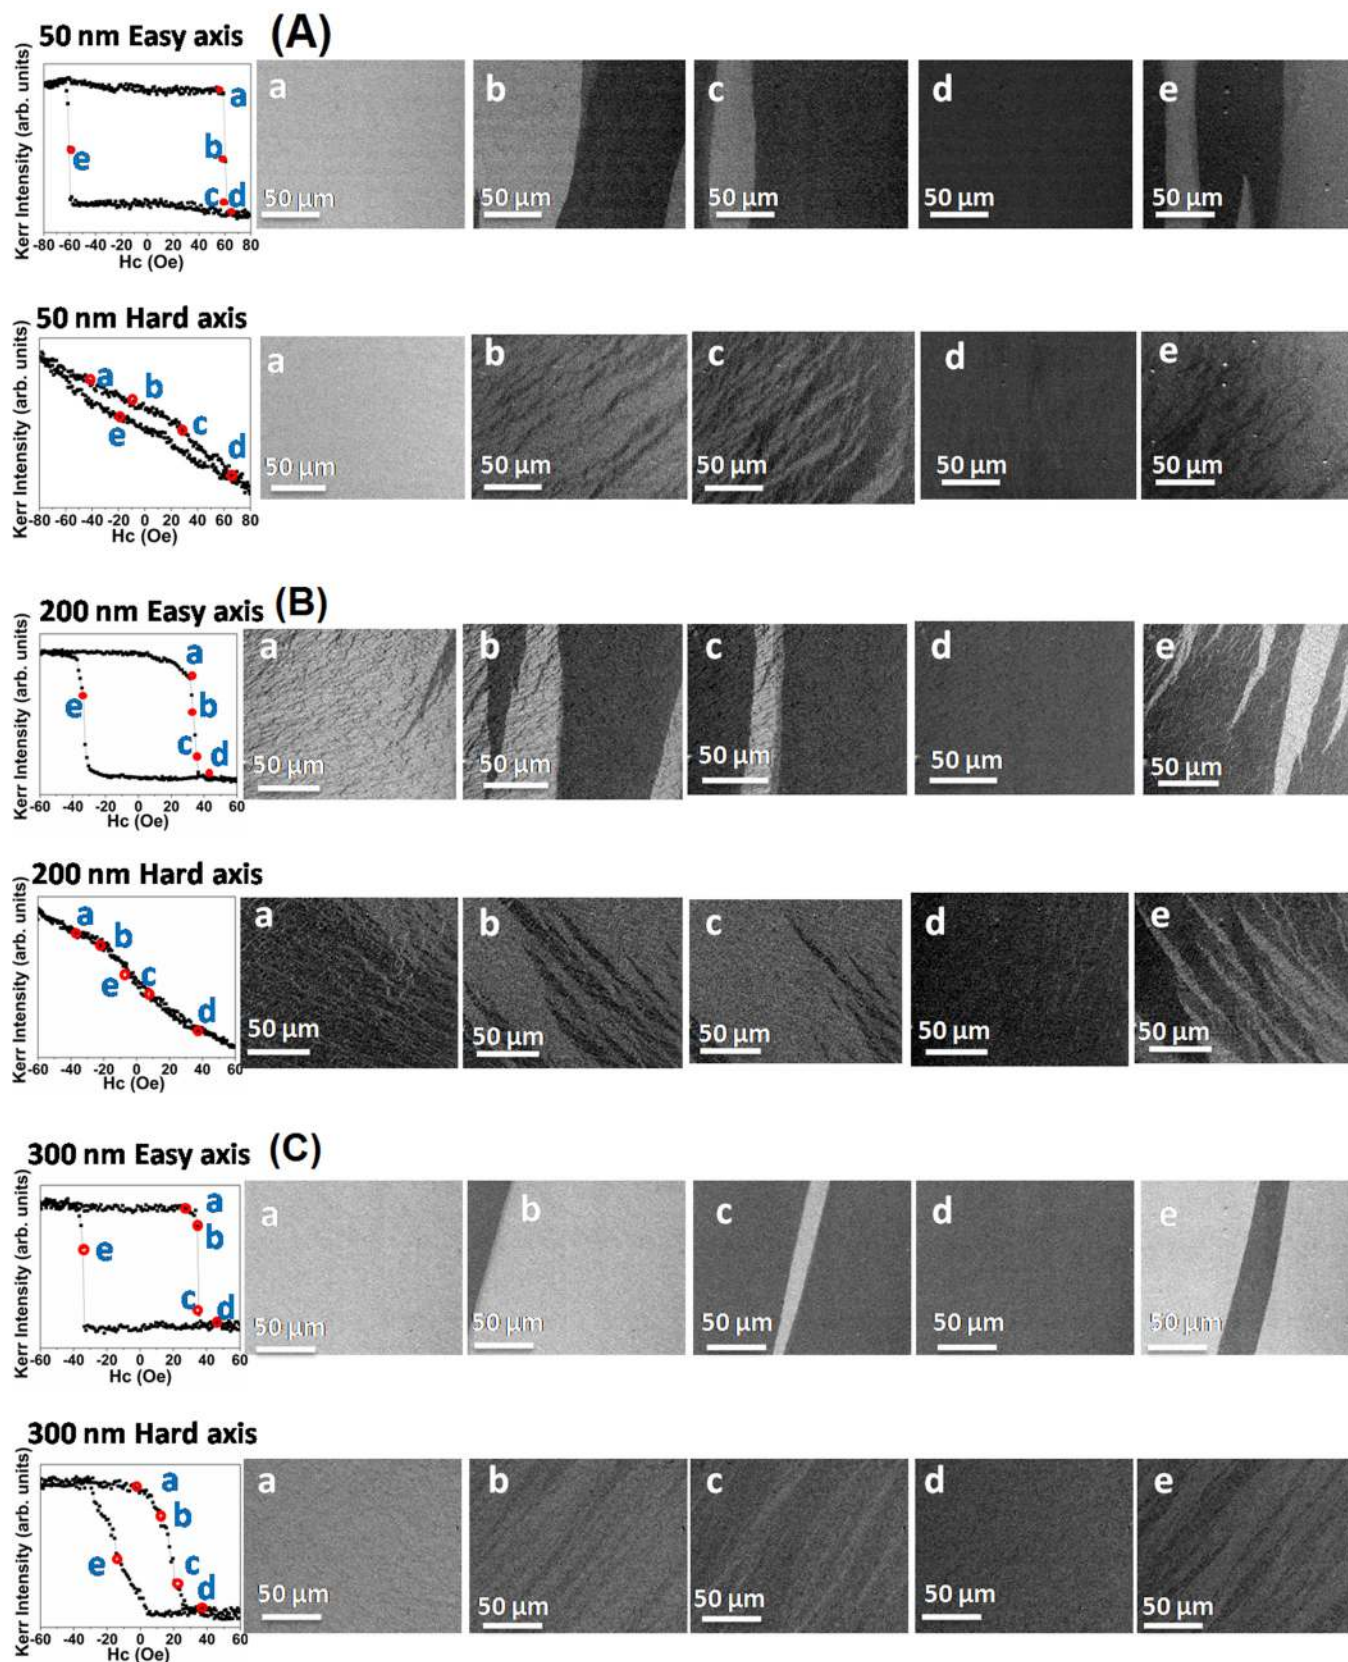 50 nm Easy axis (A)
Kerr Intensity (arb. units)
a
b
c d
e
-80 -60 -40 -20 0 20 40 60 80
Hc (Oe)
a b c d e
50 µm 50 µm 50 µm 50 µm 50 µm
50 nm Hard axis
Kerr Intensity (arb. units)
a b
c
e d
-80 -60 -40 -20 0 20 40 60 80
Hc (Oe)
a b c d e
50 µm 50 µm 50 µm 50 µm 50 µm
200 nm Easy axis (B)
Kerr Intensity (arb. units)
a
e b
c d
-60 -40 -20 0 20 40 60
Hc (Oe)
a b c d e
50 µm 50 µm 50 µm 50 µm 50 µm
200 nm Hard axis
Kerr Intensity (arb. units)
a b
e c
d
-60 -40 -20 0 20 40 60
Hc (Oe)
a b c d e
50 µm 50 µm 50 µm 50 µm 50 µm
300 nm Easy axis (C)
Kerr Intensity (arb. units)
a
e b
c d
-60 -40 -20 0 20 40 60
Hc (Oe)
a b c d e
50 µm 50 µm 50 µm 50 µm 50 µm
300 nm Hard axis
Kerr Intensity (arb. units)
a
b
e c
d
-60 -40 -20 0 20 40 60
Hc (Oe)
a b c d e
50 µm 50 µm 50 µm 50 µm 50 µm